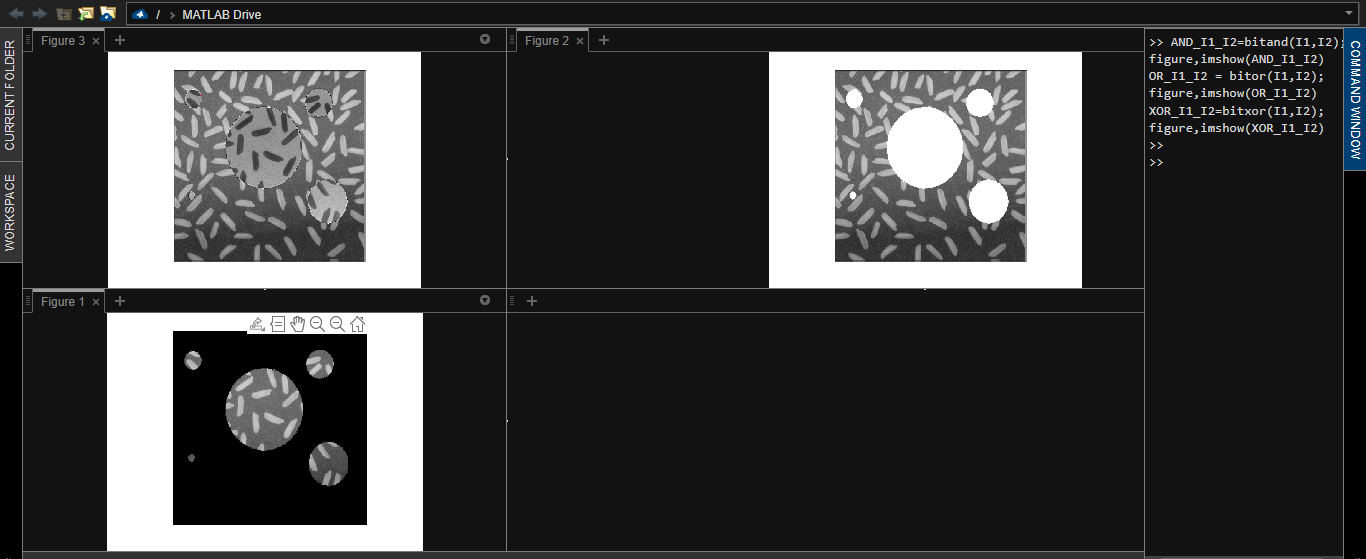 / > MATLAB Drive
CURRENT FOLDER
WORKSPACE
Figure 3 × +
Figure 2 × +
Figure 1 × +
+
>> AND_I1_I2=bitand(I1,I2);
figure,imshow(AND_I1_I2)
OR_I1_I2 = bitor(I1,I2);
figure,imshow(OR_I1_I2)
XOR_I1_I2=bitxor(I1,I2);
figure,imshow(XOR_I1_I2)
>>
>>
COMMAND WINDOW